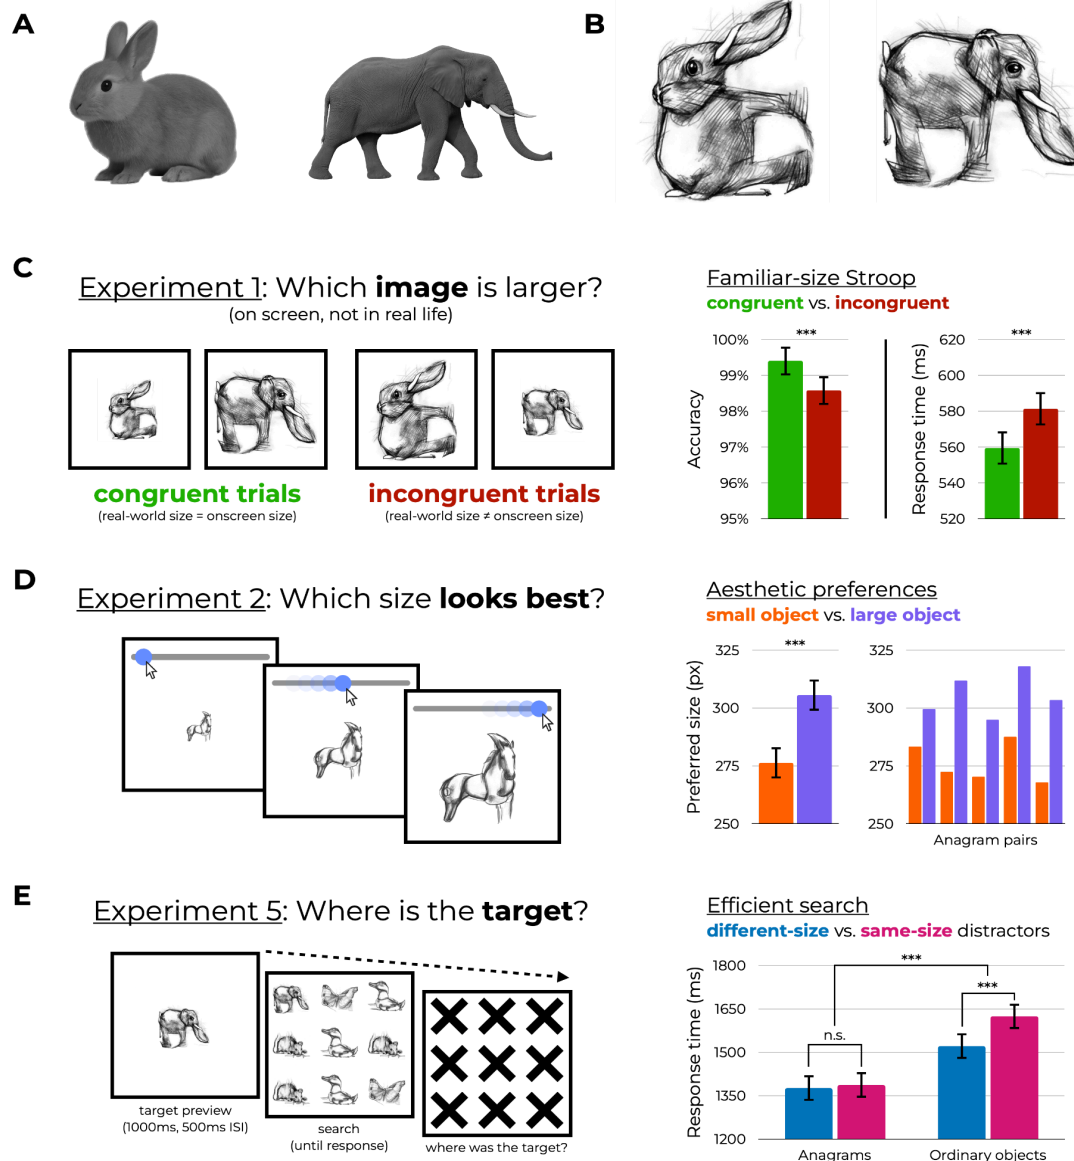 A
B
C
Experiment 1: Which image is larger?
(on screen, not in real life)
congruent trials
(real-world size = onscreen size)
incongruent trials
(real-world size ≠ onscreen size)
Familiar-size Stroop
congruent vs. incongruent
Accuracy
100%
99%
98%
97%
96%
95%
***
Response time (ms)
620
600
580
560
540
520
***
D
Experiment 2: Which size looks best?
Aesthetic preferences
small object vs. large object
Preferred size (px)
325
300
275
250
***
325
300
275
250
Anagram pairs
E
Experiment 5: Where is the target?
target preview
(1000ms, 500ms ISI)
search
(until response)
where was the target?
Efficient search
different-size vs. same-size distractors
Response time (ms)
1800
1650
1500
1350
1200
***
***
n.s.
Anagrams
Ordinary objects